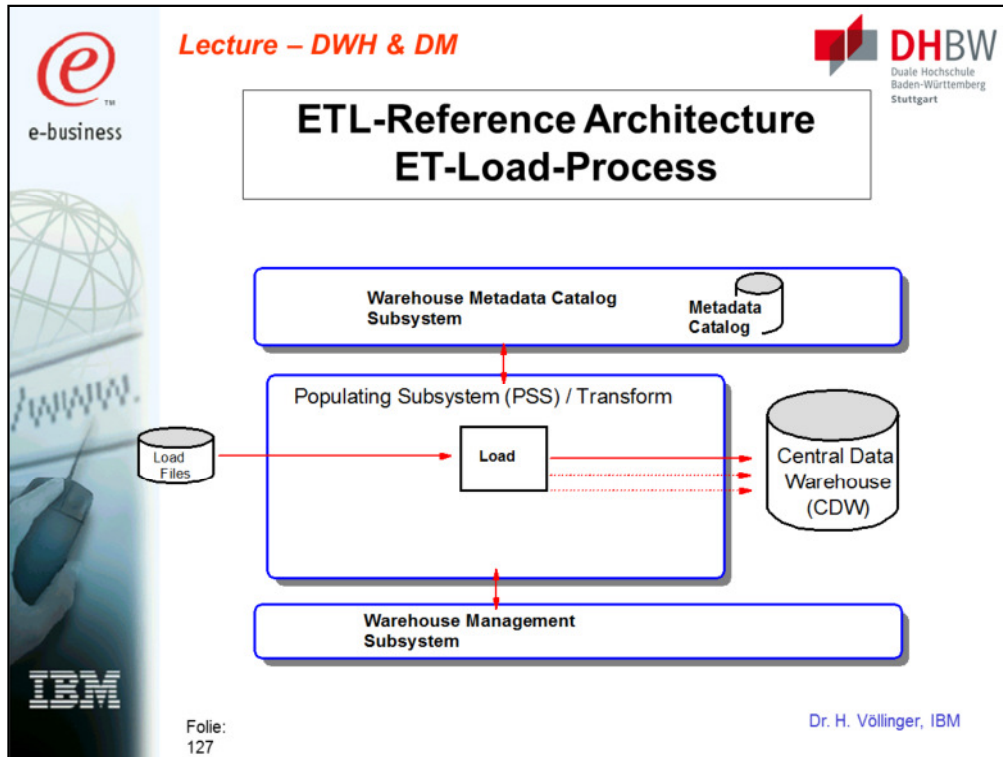 Lecture – DWH & DM
e
TM
e-business
DHBW
Duale Hochschule
Baden-Württemberg
Stuttgart
ETL-Reference Architecture
ET-Load-Process
Warehouse Metadata Catalog
Subsystem
Metadata
Catalog
Populating Subsystem (PSS) / Transform
Load
Files
Load
Central Data
Warehouse
(CDW)
Warehouse Management
Subsystem
IBM
Folie:
127
Dr. H. Völlinger, IBM